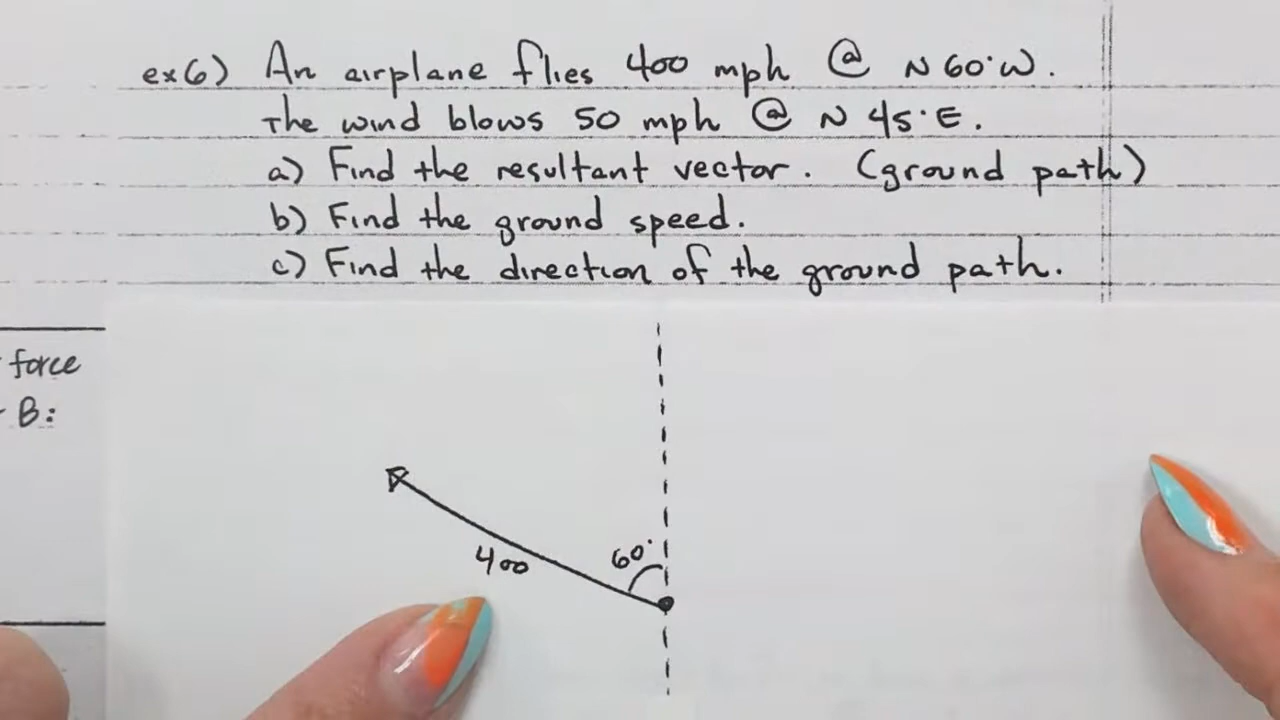 ex6) An airplane flies 400 mph @ N 60° W.
The wind blows 50 mph @ N 45° E.
a) Find the resultant vector. (ground path)
b) Find the ground speed.
c) Find the direction of the ground path.
force
B:
60°
400